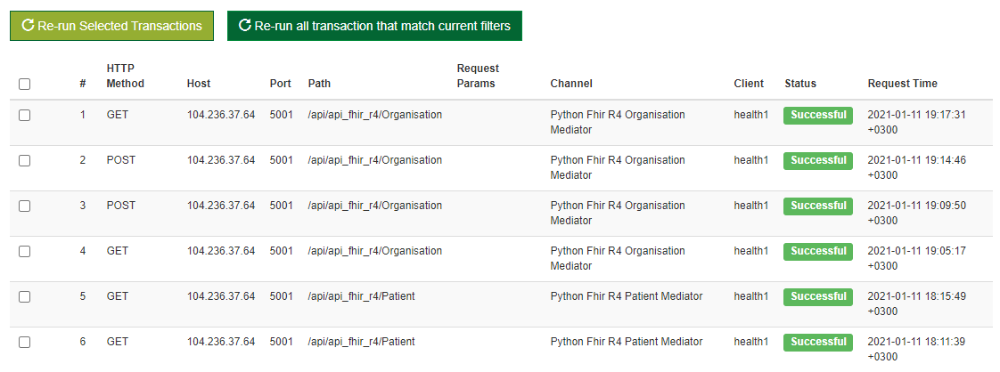 Re-run Selected Transactions Re-run all transaction that match current filters
# HTTP Method Host Port Path Request Params Channel Client Status Request Time
1 GET 104.236.37.64 5001 /api/api_fhir_r4/Organisation Python Fhir R4 Organisation Mediator health1 Successful 2021-01-11 19:17:31 +0300
2 POST 104.236.37.64 5001 /api/api_fhir_r4/Organisation Python Fhir R4 Organisation Mediator health1 Successful 2021-01-11 19:14:46 +0300
3 POST 104.236.37.64 5001 /api/api_fhir_r4/Organisation Python Fhir R4 Organisation Mediator health1 Successful 2021-01-11 19:09:50 +0300
4 GET 104.236.37.64 5001 /api/api_fhir_r4/Organisation Python Fhir R4 Organisation Mediator health1 Successful 2021-01-11 19:05:17 +0300
5 GET 104.236.37.64 5001 /api/api_fhir_r4/Patient Python Fhir R4 Patient Mediator health1 Successful 2021-01-11 18:15:49 +0300
6 GET 104.236.37.64 5001 /api/api_fhir_r4/Patient Python Fhir R4 Patient Mediator health1 Successful 2021-01-11 18:11:39 +0300